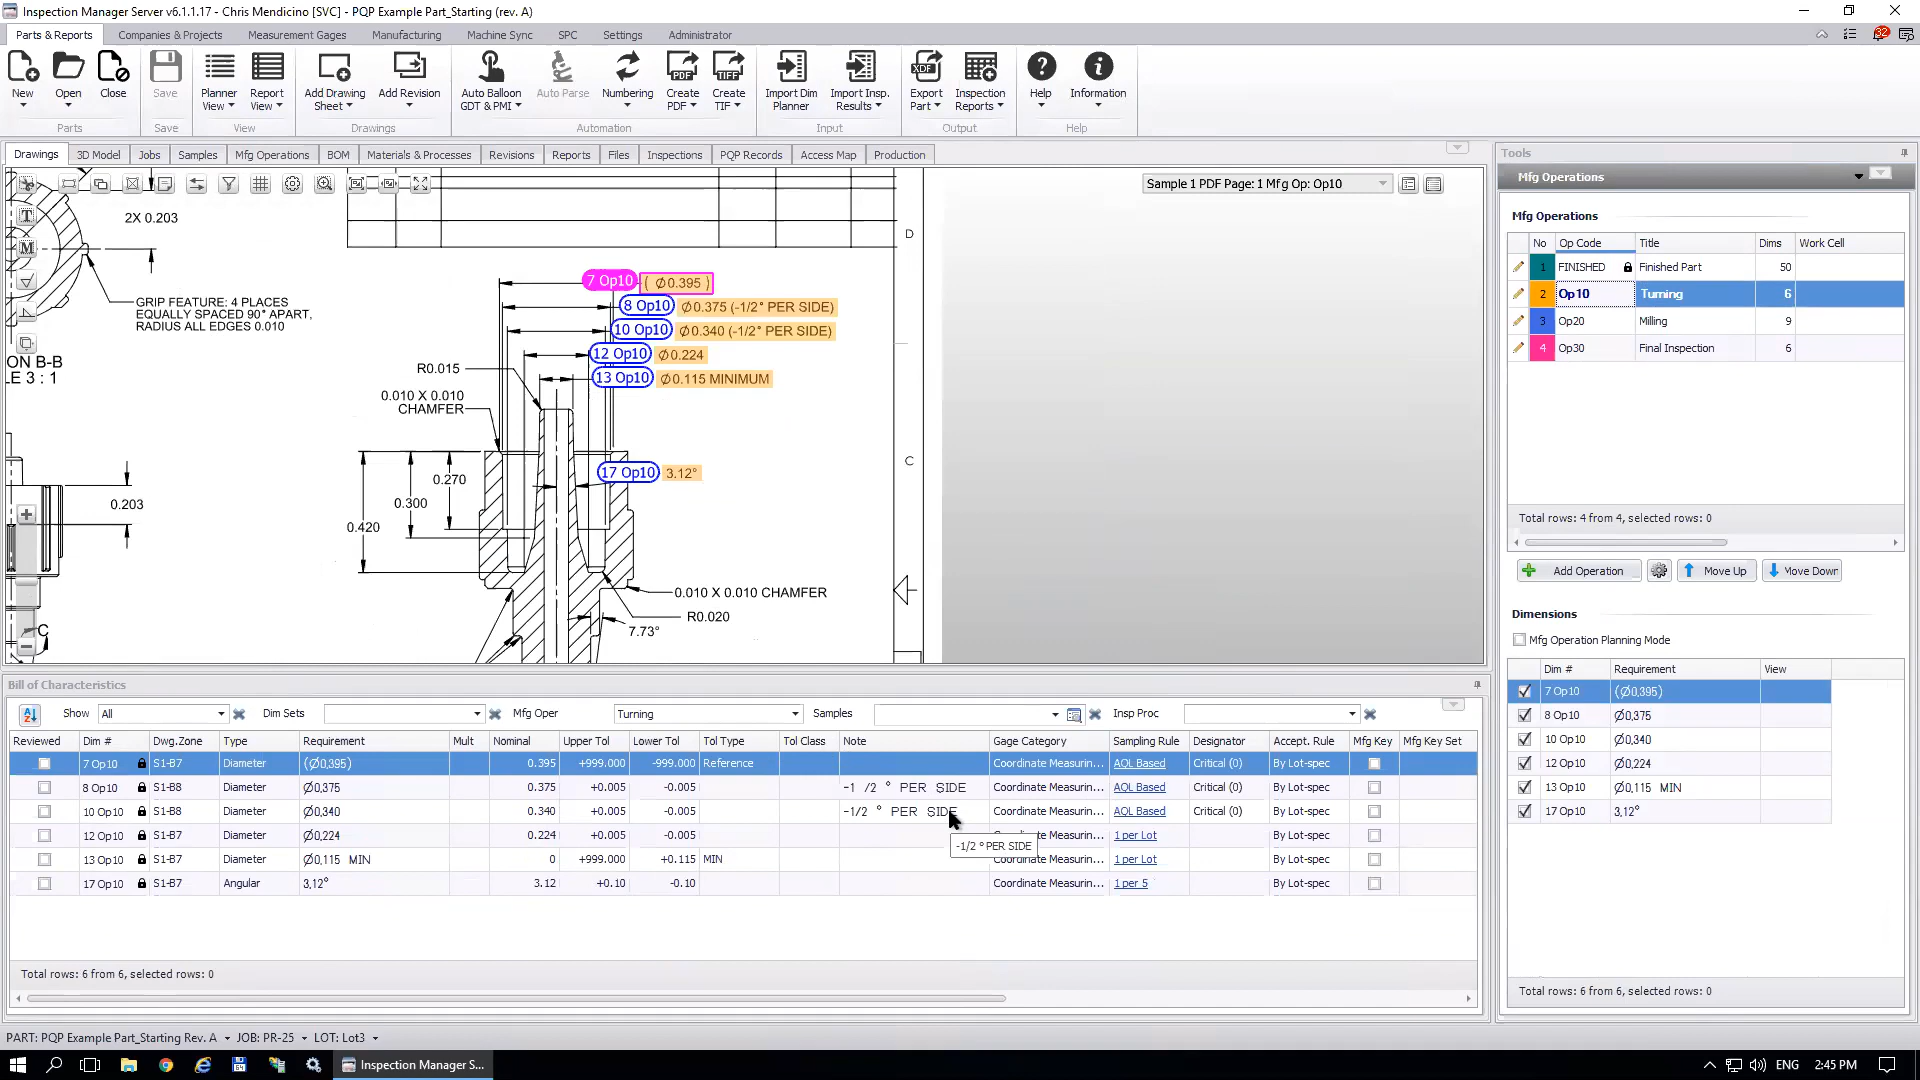 Inspection Manager Server v6.1.1.17 - Chris Mendicino [SVC] - PQP Example Part_Starting (rev. A)
Parts & Reports Companies & Projects Measurement Gages Manufacturing Machine Sync SPC Settings Administrator
32
New Open Close Save Planner View Report View Add Drawing Sheet Add Revision Auto Balloon GDT & PMI Auto Parse Numbering Create PDF Create TIF Import Dim Planner Import Insp. Results Export Part Inspection Reports Help Information
Parts Save View Drawings Automation Input Output Help
Drawings 3D Model Jobs Samples Mfg Operations BOM Materials & Processes Revisions Reports Files Inspections PQP Records Access Map Production
Sample 1 PDF Page: 1 Mfg Op: Op10
2X 0.203
D
7 Op10 ( Ø0.395 )
8 Op10 Ø0.375 (-1/2° PER SIDE)
GRIP FEATURE: 4 PLACES
EQUALLY SPACED 90° APART,
RADIUS ALL EDGES 0.010
10 Op10 Ø0.340 (-1/2° PER SIDE)
12 Op10 Ø0.224
ON B-B
LE 3 : 1
R0.015
13 Op10 Ø0.115 MINIMUM
0.010 X 0.010
CHAMFER
C
17 Op10 3.12°
0.270
0.300
0.203
0.420
0.010 X 0.010 CHAMFER
R0.020
7.73°
C
Bill of Characteristics
Show All Dim Sets Mfg Oper Turning Samples Insp Proc
Reviewed Dim # Dwg.Zone Type Requirement Mult Nominal Upper Tol Lower Tol Tol Type Tol Class Note Gage Category Sampling Rule Designator Accept. Rule Mfg Key Mfg Key Set
7 Op10 S1-B7 Diameter (Ø0,395) 0.395 +999.000 -999.000 Reference Coordinate Measurin... AQL Based Critical (0) By Lot-spec
8 Op10 S1-B8 Diameter Ø0,375 0.375 +0.005 -0.005 -1 /2 ° PER SIDE Coordinate Measurin... AQL Based Critical (0) By Lot-spec
10 Op10 S1-B8 Diameter Ø0,340 0.340 +0.005 -0.005 -1/2 ° PER SIDE Coordinate Measurin... AQL Based Critical (0) By Lot-spec
12 Op10 S1-B7 Diameter Ø0,224 0.224 +0.005 -0.005 Coordinate Measurin... 1 per Lot By Lot-spec
-1/2 ° PER SIDE
13 Op10 S1-B7 Diameter Ø0,115 MIN 0 +999.000 +0.115 MIN Coordinate Measurin... 1 per Lot By Lot-spec
17 Op10 S1-B7 Angular 3,12° 3.12 +0.10 -0.10 Coordinate Measurin... 1 per 5 By Lot-spec
Total rows: 6 from 6, selected rows: 0
Tools
Mfg Operations
Mfg Operations
No Op Code Title Dims Work Cell
1 FINISHED Finished Part 50
2 Op10 Turning 6
3 Op20 Milling 9
4 Op30 Final Inspection 6
Total rows: 4 from 4, selected rows: 0
Add Operation Move Up Move Down
Dimensions
Mfg Operation Planning Mode
Dim # Requirement View
7 Op10 (Ø0,395)
8 Op10 Ø0,375
10 Op10 Ø0,340
12 Op10 Ø0,224
13 Op10 Ø0,115 MIN
17 Op10 3,12°
Total rows: 6 from 6, selected rows: 0
PART: PQP Example Part_Starting Rev. A JOB: PR-25 LOT: Lot3
Inspection Manager S... ENG 2:45 PM